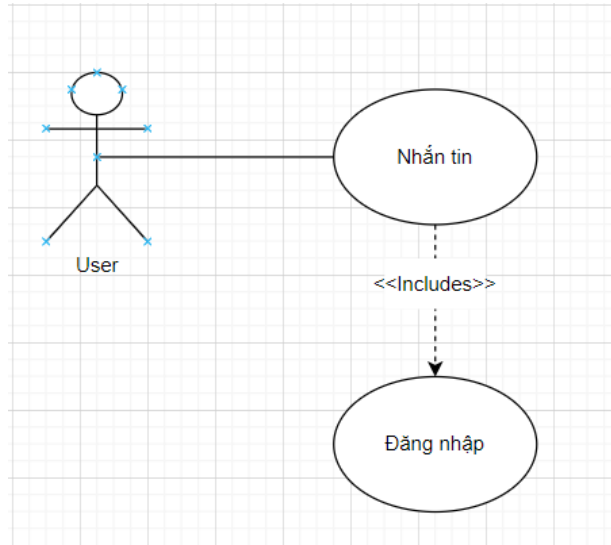 Nhắn tin
User
<<Includes>>
Đăng nhập